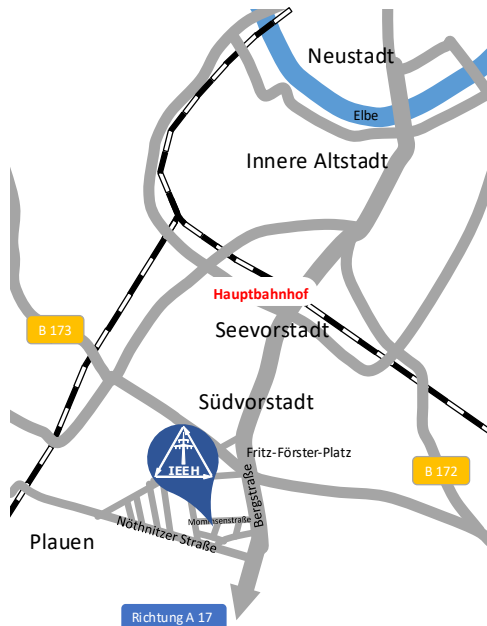 Neustadt
Elbe
Innere Altstadt
Hauptbahnhof
Seevorstadt
B 173
Südvorstadt
Fritz-Förster-Platz
IEEH
B 172
Bergstraße
Mommsenstraße
Nöthnitzer Straße
Plauen
Richtung A 17